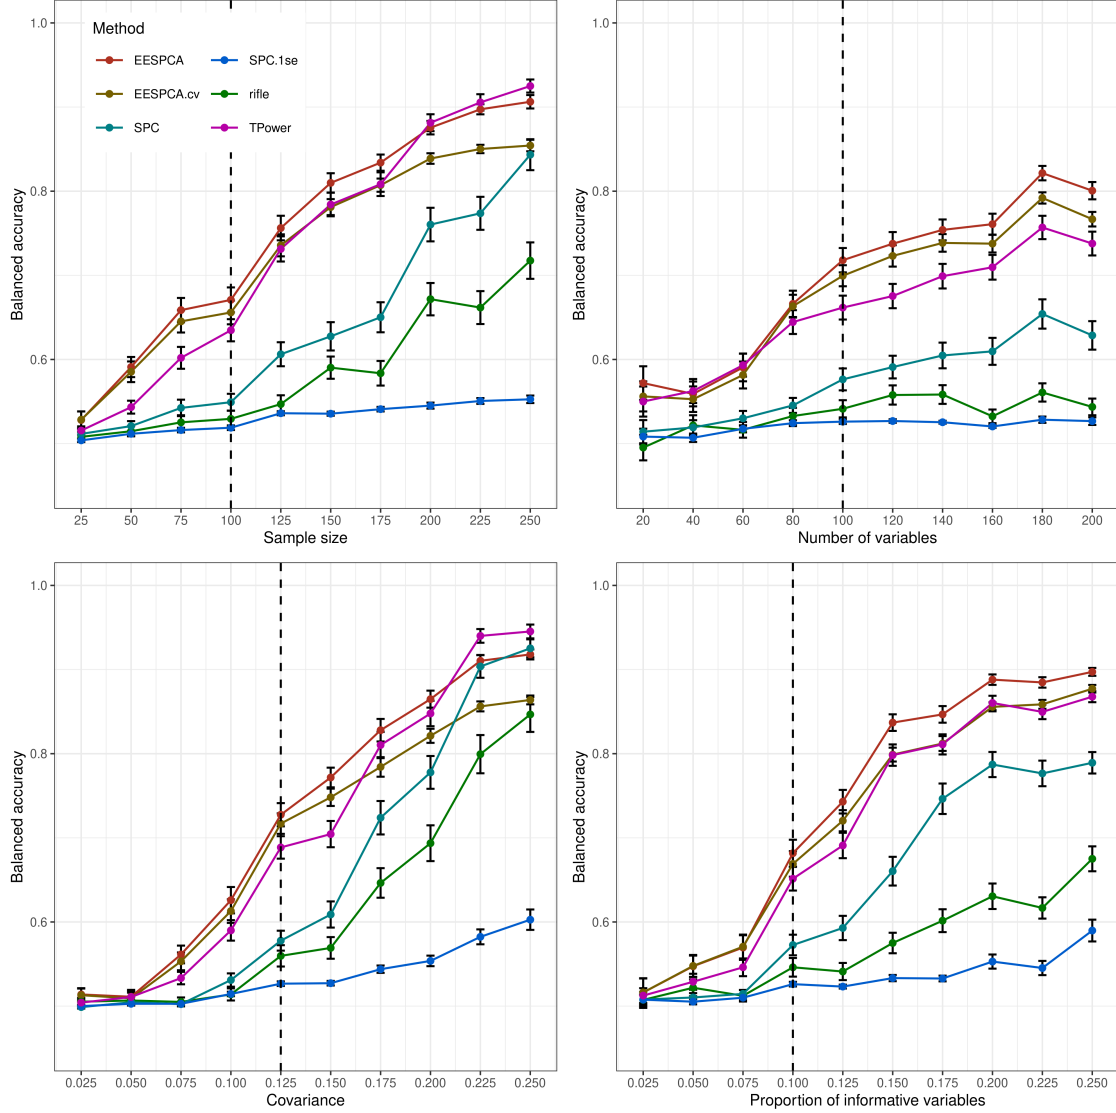 Method
EESPCA SPC.1se
EESPCA.cv rifle
SPC TPower
Balanced accuracy
1.0
0.8
0.6
25 50 75 100 125 150 175 200 225 250
Sample size
Balanced accuracy
1.0
0.8
0.6
20 40 60 80 100 120 140 160 180 200
Number of variables
Balanced accuracy
1.0
0.8
0.6
0.025 0.050 0.075 0.100 0.125 0.150 0.175 0.200 0.225 0.250
Covariance
Balanced accuracy
1.0
0.8
0.6
0.025 0.050 0.075 0.100 0.125 0.150 0.175 0.200 0.225 0.250
Proportion of informative variables